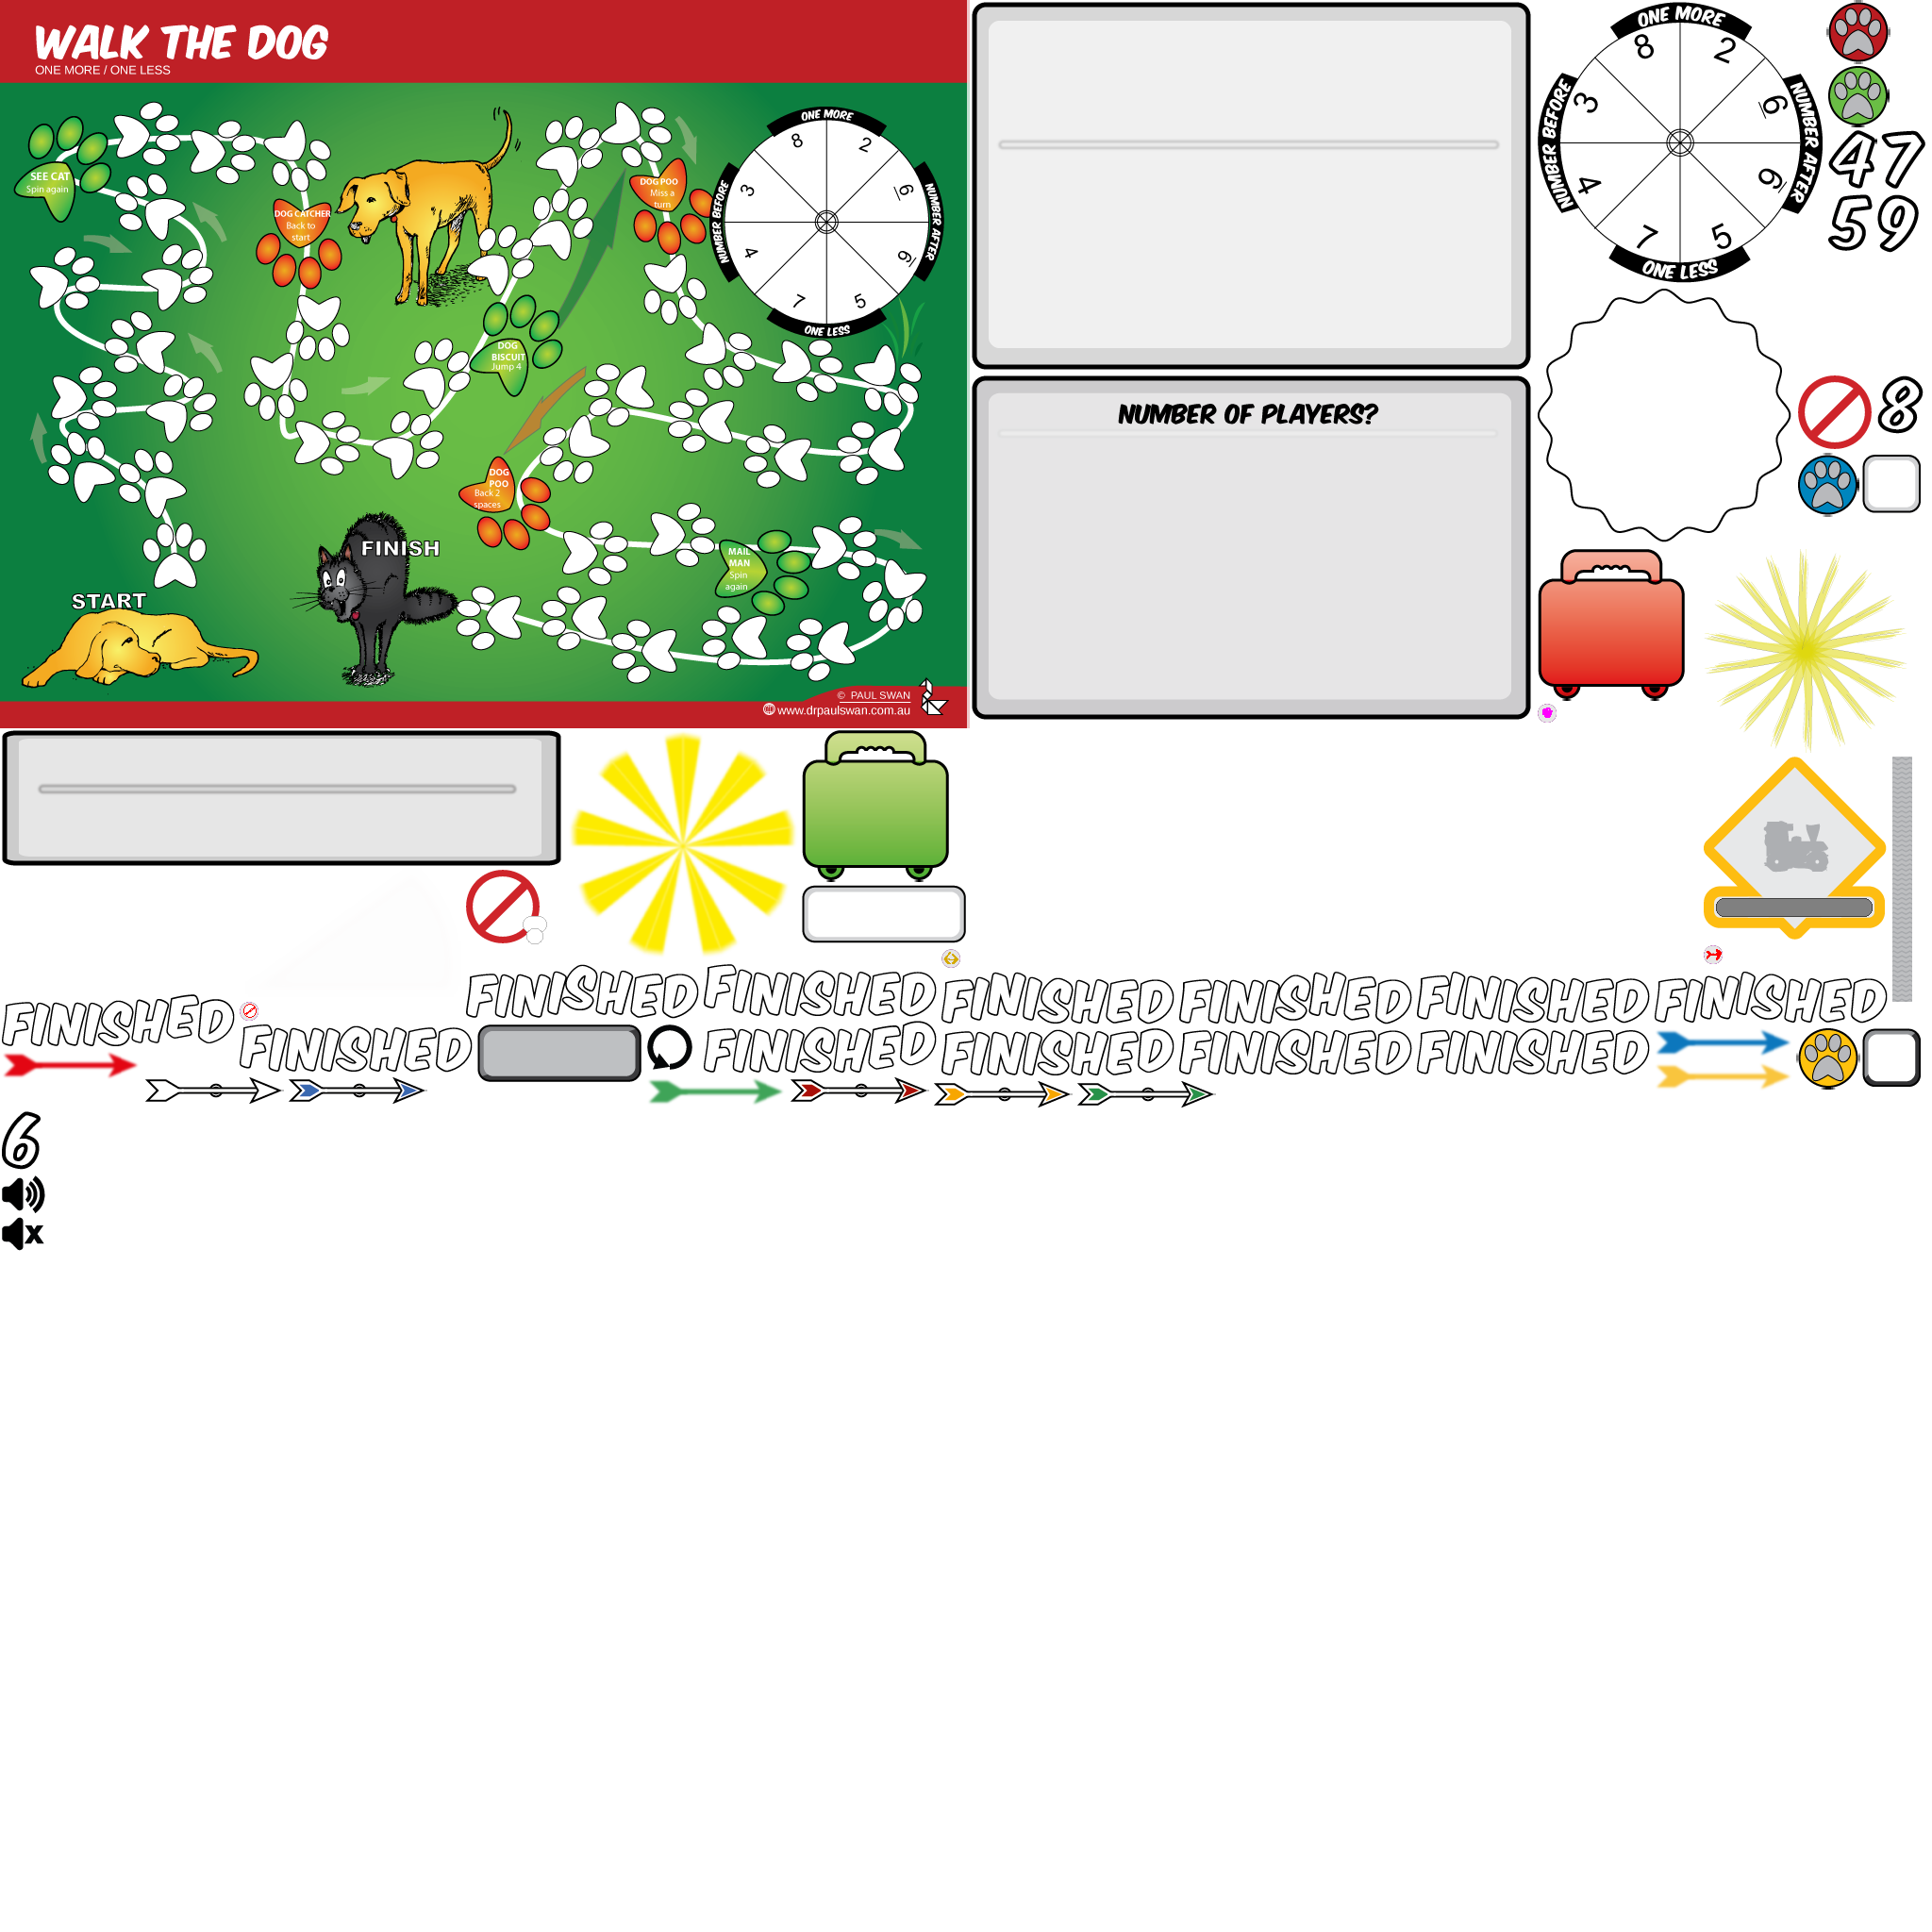 WALK THE DOG
ONE MORE / ONE LESS
SEE CAT
Spin again
DOG CATCHER
Back to
start
DOG POO
Miss a
turn
ONE MORE
8 2
3 6
NUMBER BEFORE
NUMBER AFTER
4 9
7 5
ONE LESS
DOG
BISCUIT
Jump 4
DOG
POO
Back 2
spaces
MAIL
MAN
Spin
again
FINISH
START
© PAUL SWAN
www.drpaulswan.com.au
NUMBER OF PLAYERS?
ONE MORE
8 2
3 6
NUMBER BEFORE
NUMBER AFTER
4 9
7 5
ONE LESS
47
59
8
FINISHED
FINISHED
FINISHED
FINISHED
FINISHED
FINISHED
FINISHED
FINISHED
FINISHED
FINISHED
FINISHED
FINISHED
6
x